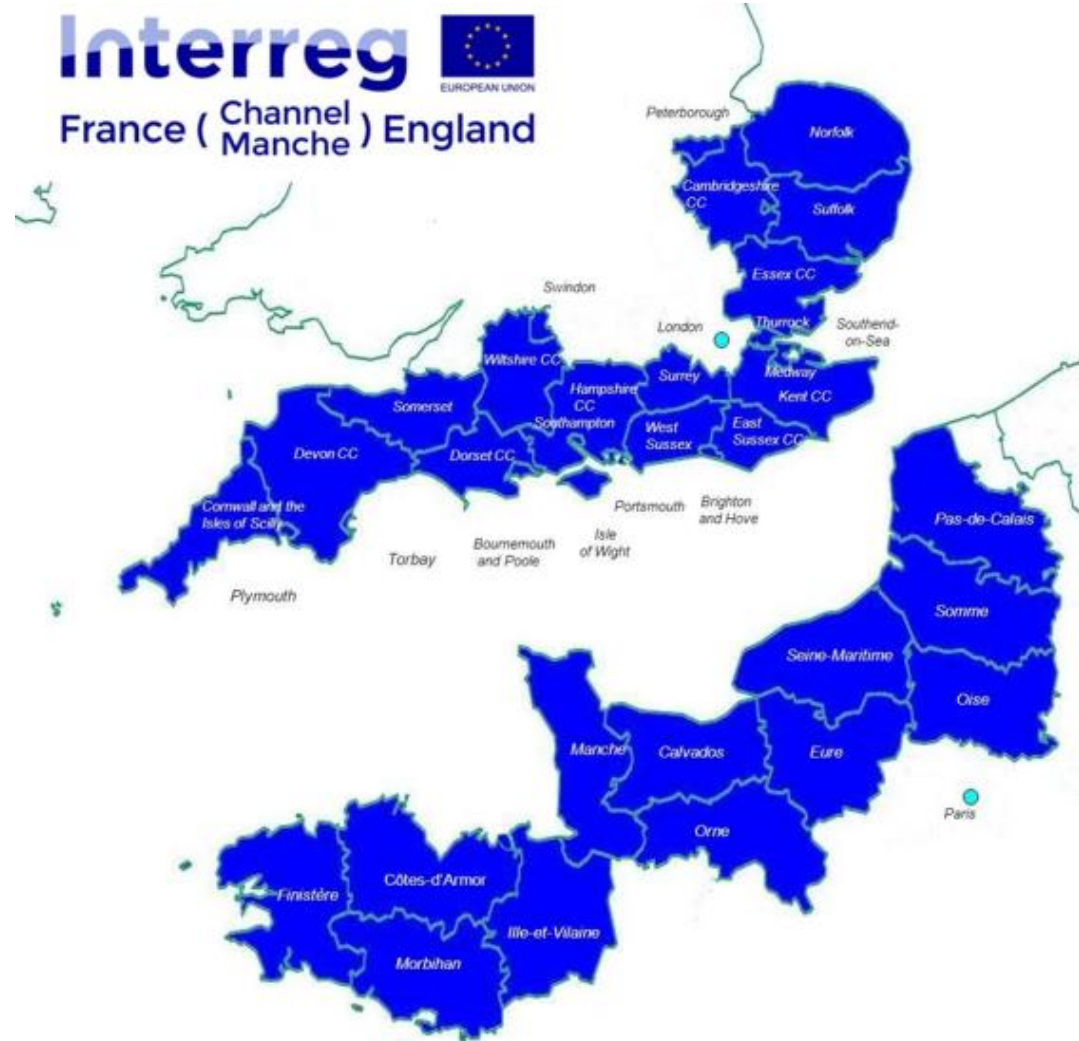 Interreg
EUROPEAN UNION
France ( Channel
Manche ) England
Peterborough
Norfolk
Cambridgeshire
CC
Suffolk
Essex CC
Swindon
London
Thurrock
Southend-
on-Sea
Wiltshire CC
Surrey
Medway
Hampshire
CC
Kent CC
Somerset
Southampton
West
Sussex
East
Sussex CC
Devon CC
Dorset CC
Cornwall and the
Isles of Scilly
Portsmouth
Brighton
and Hove
Isle
of Wight
Bournemouth
and Poole
Torbay
Plymouth
Pas-de-Calais
Somme
Seine-Maritime
Oise
Manche
Calvados
Eure
Paris
Orne
Côtes-d'Armor
Finistère
Ille-et-Vilaine
Morbihan